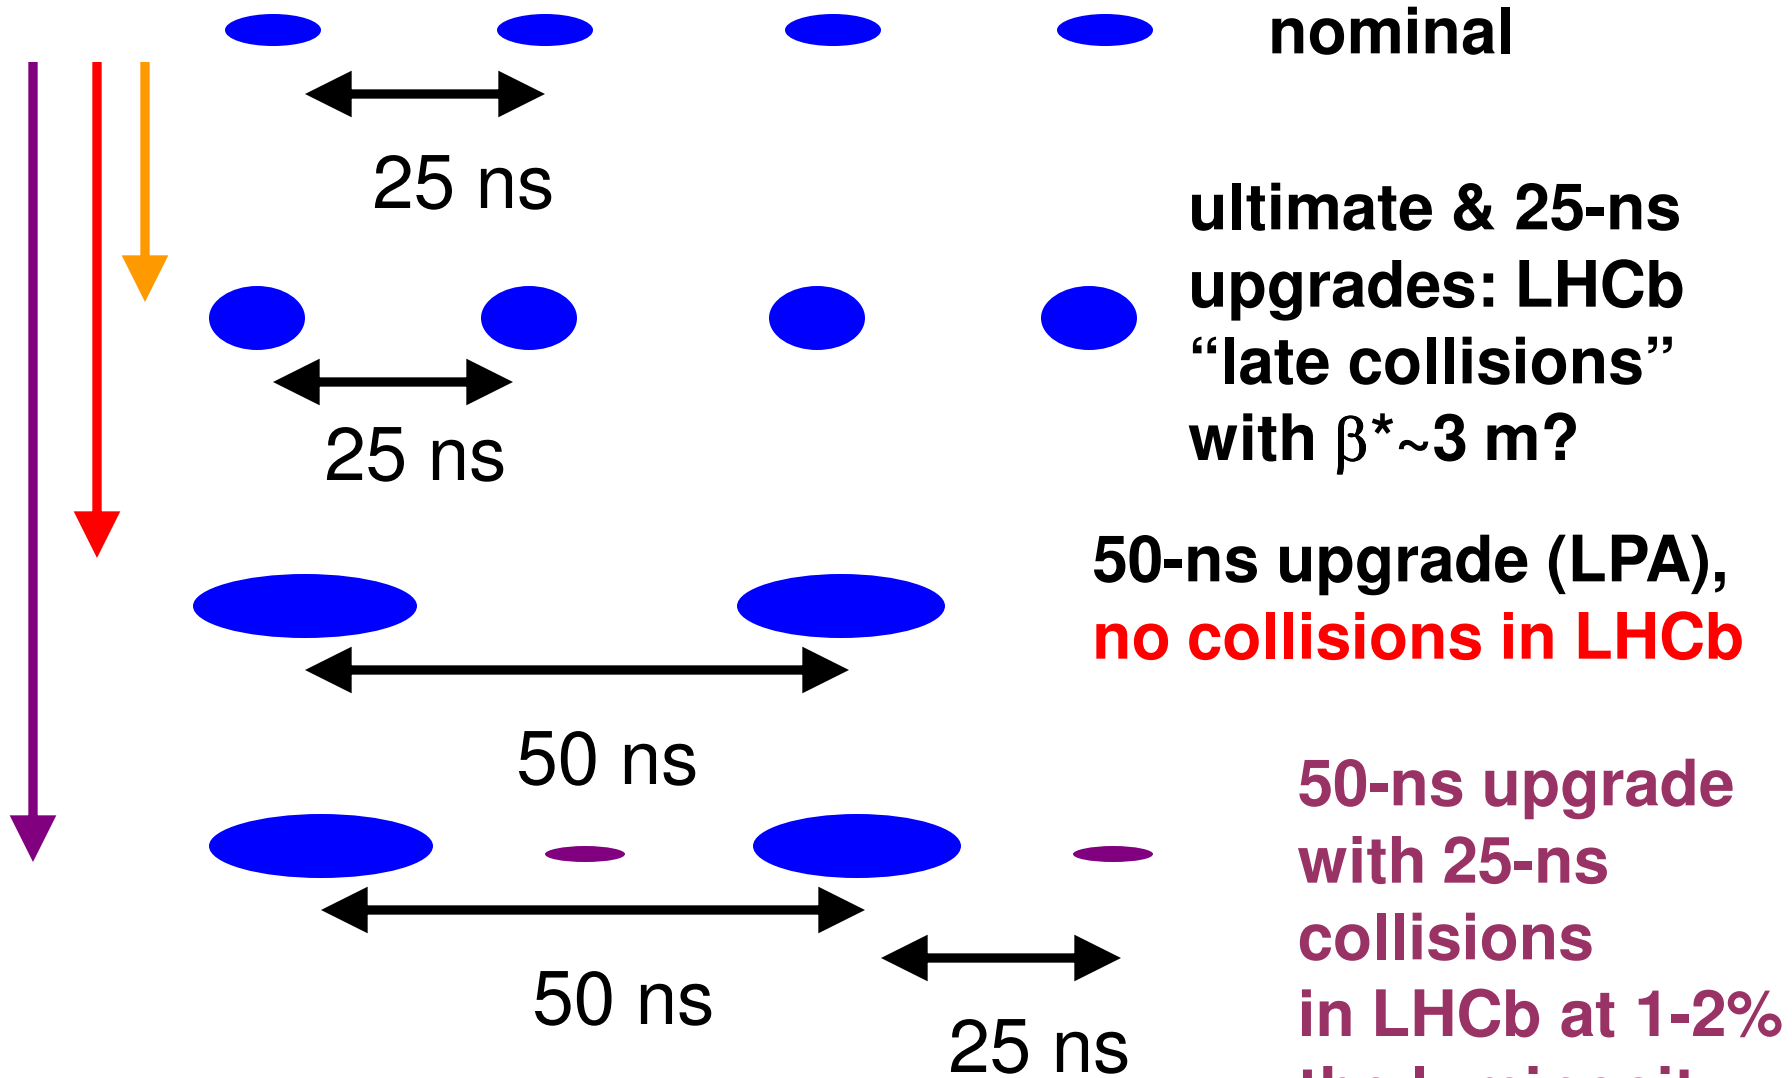 nominal
25 ns
ultimate & 25-ns
upgrades: LHCb
“late collisions”
with β*~3 m?
25 ns
50-ns upgrade (LPA),
no collisions in LHCb
50 ns
50-ns upgrade
with 25-ns
collisions
in LHCb at 1-2%
50 ns
25 ns